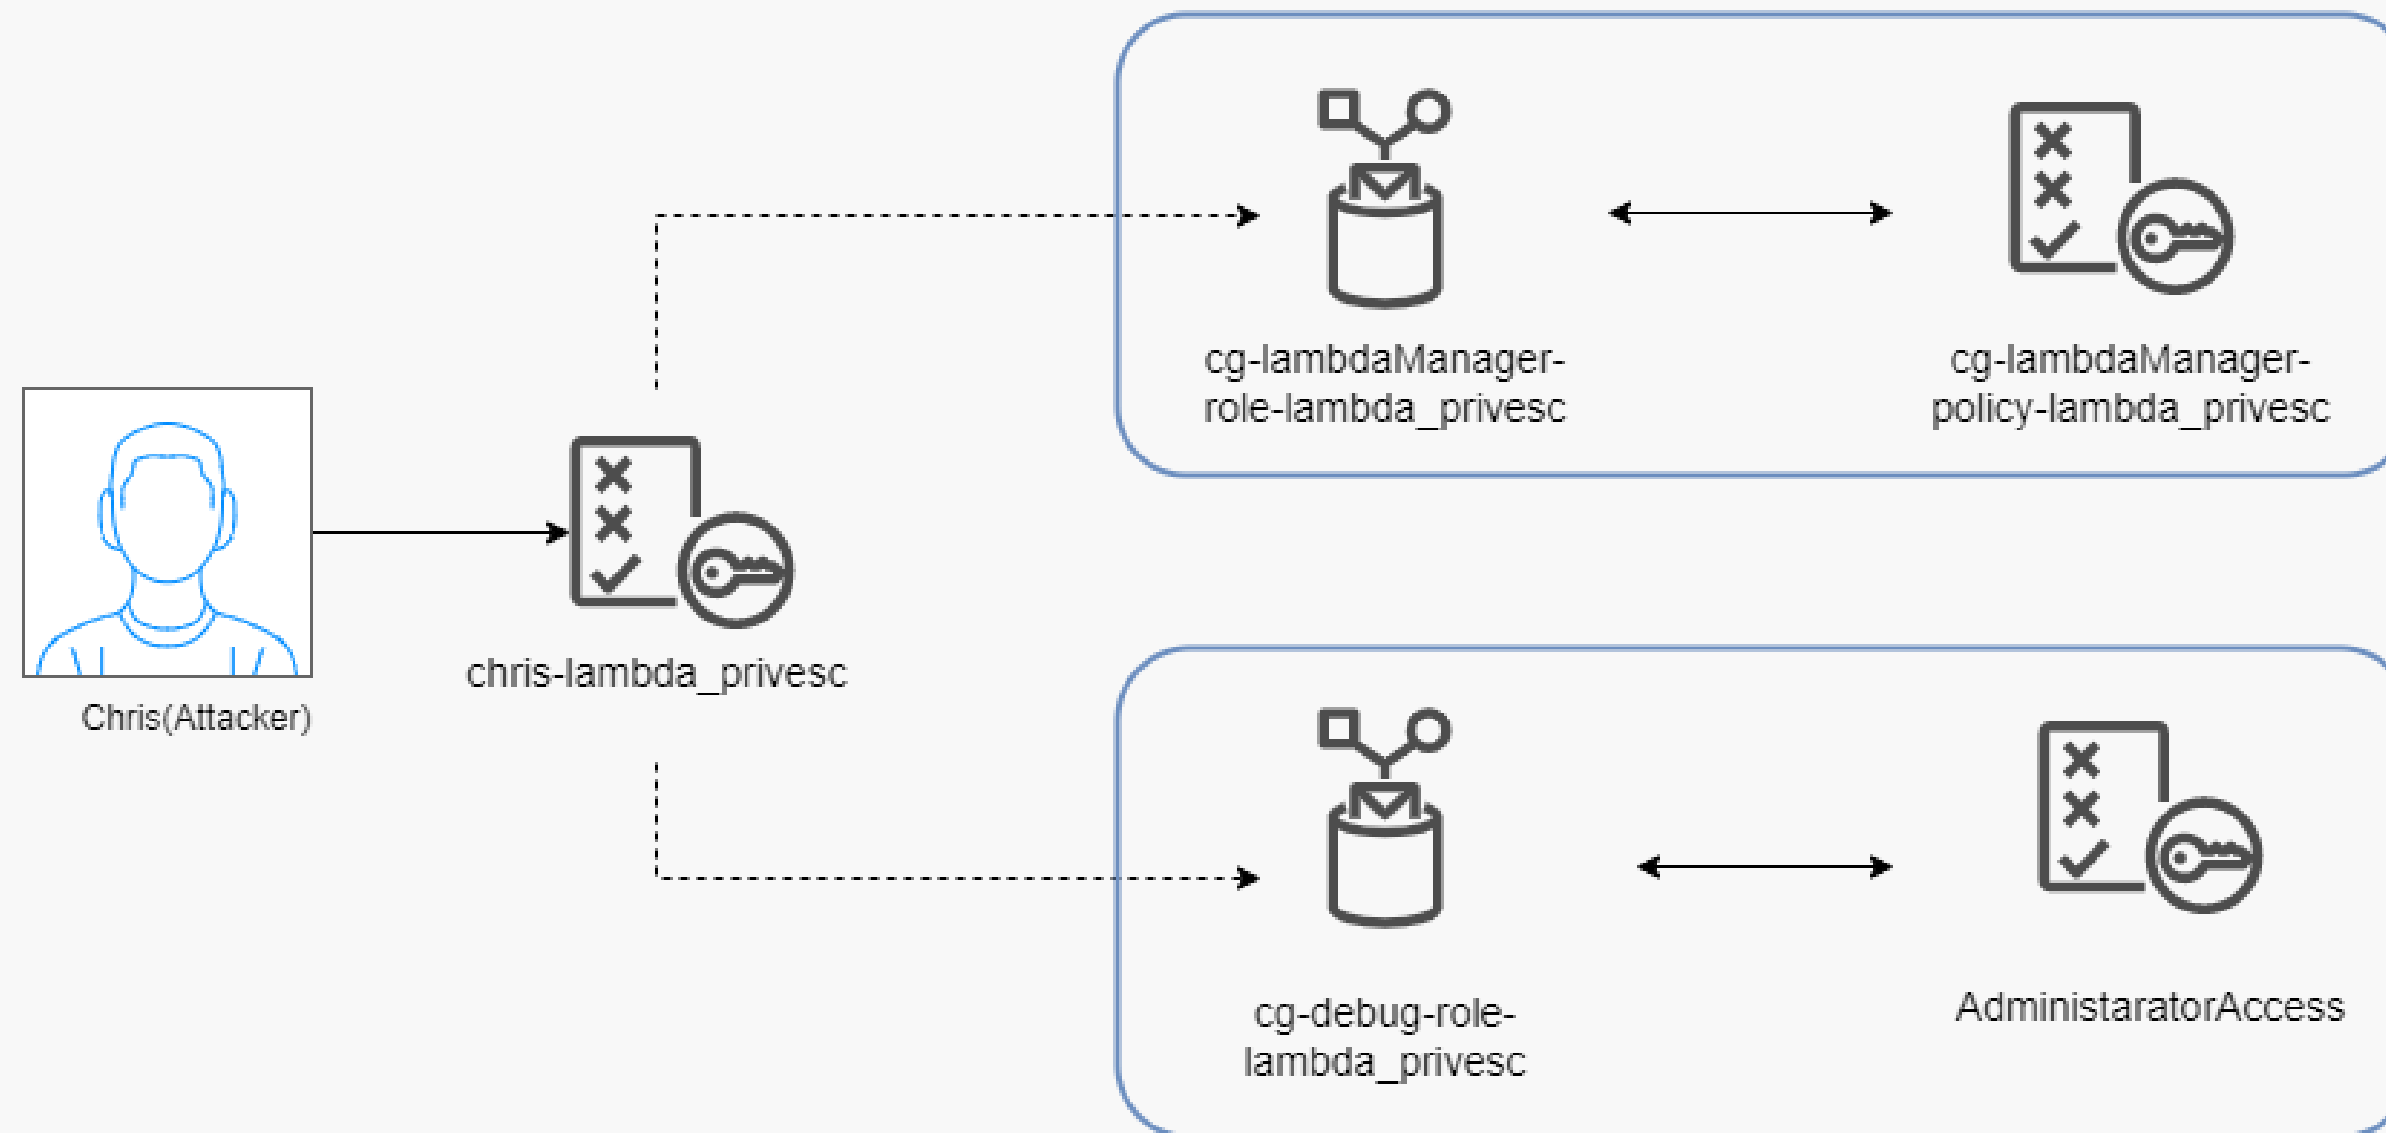 cg-lambdaManager-
role-lambda_privesc
cg-lambdaManager-
policy-lambda_privesc
chris-lambda_privesc
Chris(Attacker)
cg-debug-role-
lambda_privesc
AdministaratorAccess